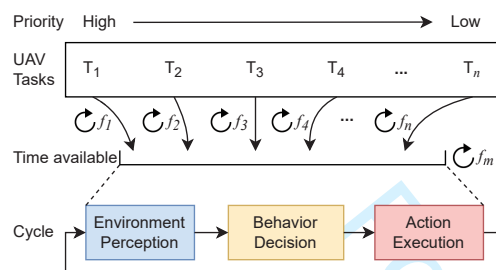 Priority High Low
UAV Tasks T1 T2 T3 T4 ... Tn
f1 f2 f3 f4 ... fn
Time available fm
Cycle Environment Perception Behavior Decision Action Execution